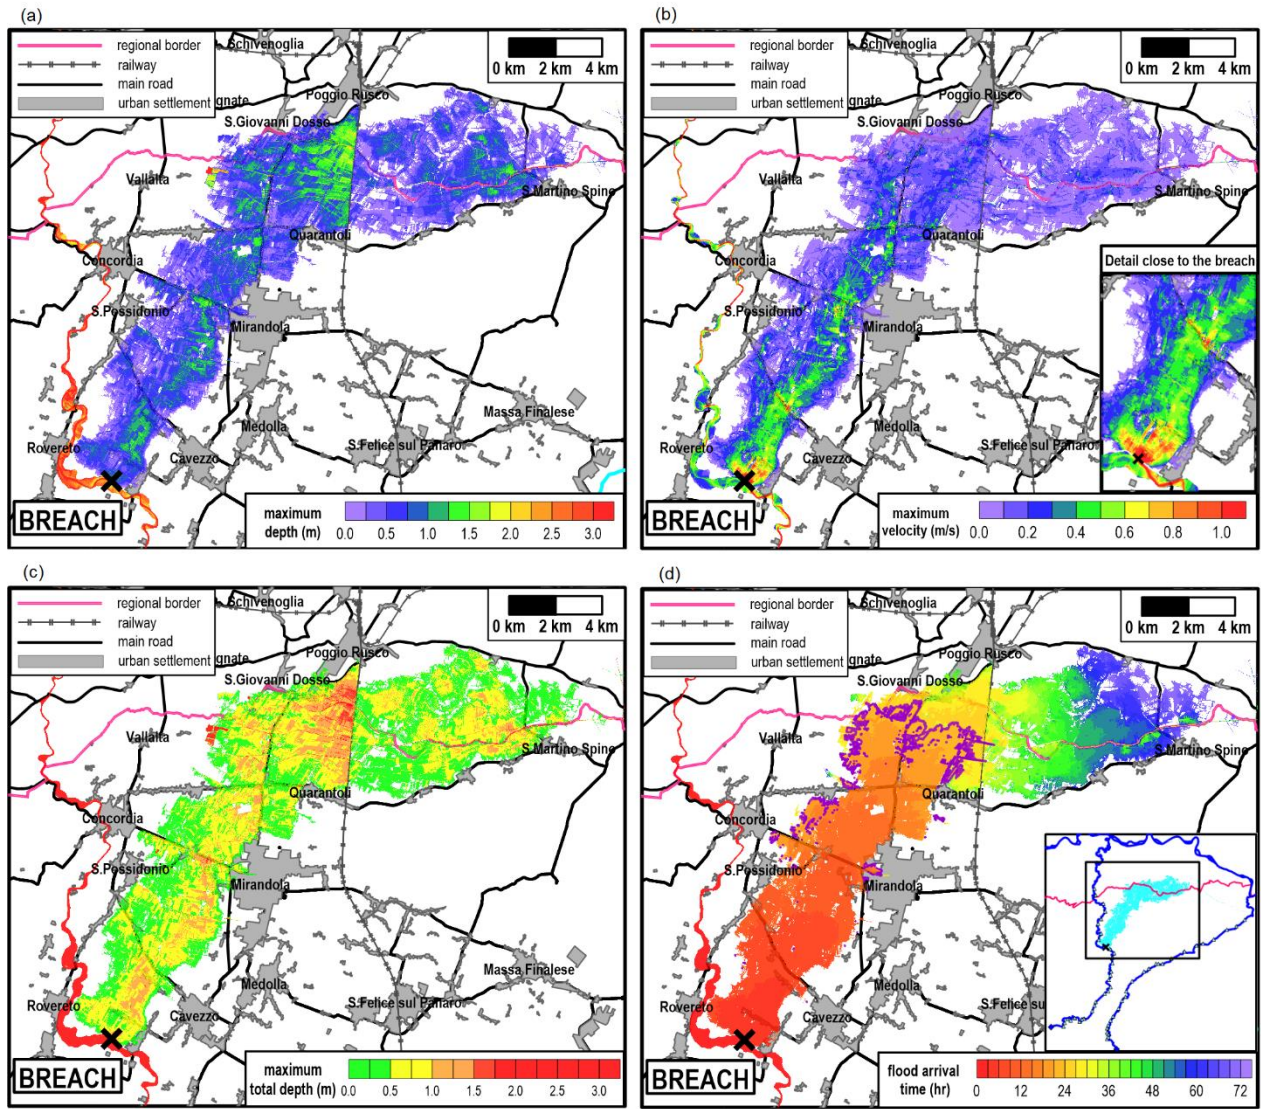 (a)
regional border
railway
main road
urban settlement
gnate
Schivenoglia
0 km 2 km 4 km
Poggio Rusco
S.Giovanni Dosso
Vallalta
S.Martino Spine
Quarantoli
Concordia
S.Possidonio
Mirandola
Massa Finalese
Medolla
Rovereto
S.Felice sul Panaro
Cavezzo
BREACH
maximum
depth (m)
0.0 0.5 1.0 1.5 2.0 2.5 3.0
(b)
regional border
railway
main road
urban settlement
gnate
Schivenoglia
0 km 2 km 4 km
Poggio Rusco
S.Giovanni Dosso
Vallalta
S.Martino Spine
Quarantoli
Detail close to the breach
Concordia
S.Possidonio
Mirandola
Massa Finalese
Medolla
Rovereto
S.Felice sul Panaro
Cavezzo
BREACH
maximum
velocity (m/s)
0.0 0.2 0.4 0.6 0.8 1.0
(c)
regional border
railway
main road
urban settlement
gnate
Schivenoglia
0 km 2 km 4 km
Poggio Rusco
S.Giovanni Dosso
Vallalta
S.Martino Spine
Quarantoli
Concordia
S.Possidonio
Mirandola
Massa Finalese
Medolla
Rovereto
S.Felice sul Panaro
Cavezzo
BREACH
maximum
total depth (m)
0.0 0.5 1.0 1.5 2.0 2.5 3.0
(d)
regional border
railway
main road
urban settlement
gnate
Schivenoglia
0 km 2 km 4 km
Poggio Rusco
S.Giovanni Dosso
Vallalta
S.Martino Spine
Quarantoli
Concordia
S.Possidonio
Mirandola
Medolla
Rovereto
S.Felice su
Cavezzo
BREACH
flood arrival
time (hr)
0 12 24 36 48 60 72